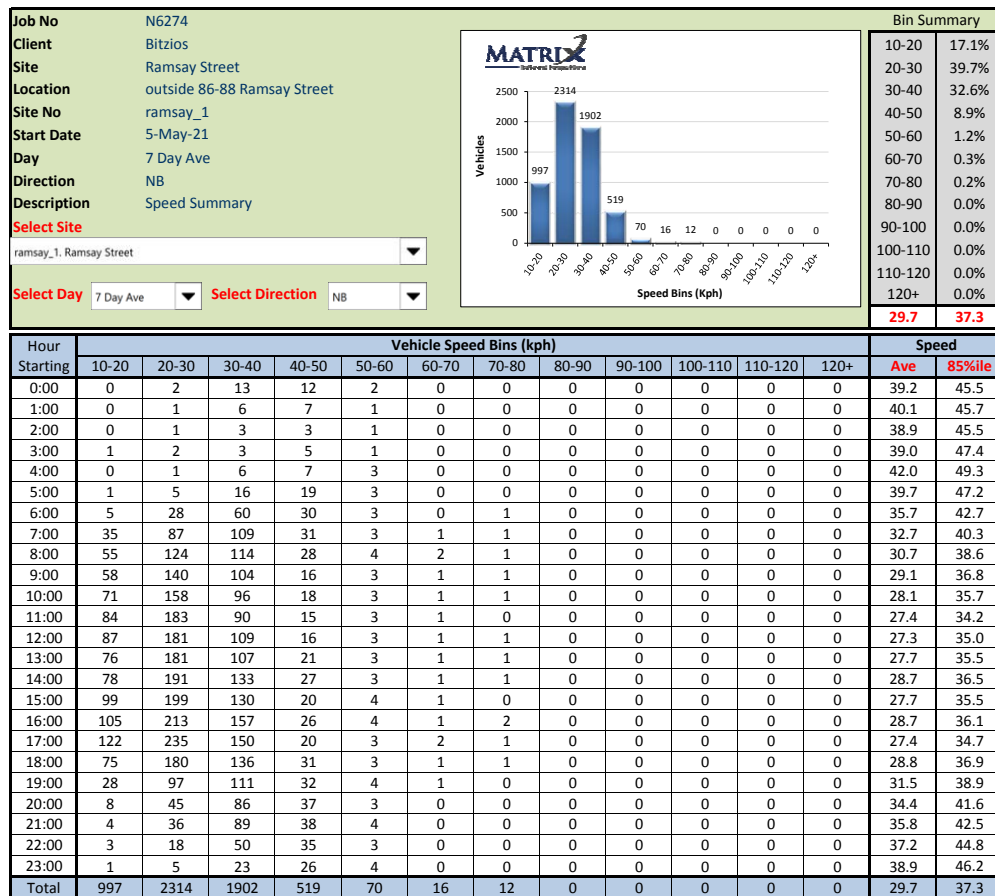 Job No N6274
Client Bitzios
Site Ramsay Street
Location outside 86-88 Ramsay Street
Site No ramsay_1
Start Date 5-May-21
Day 7 Day Ave
Direction NB
Description Speed Summary
Select Site
ramsay_1. Ramsay Street
Select Day 7 Day Ave Select Direction NB
MATRIX
Vehicles
2500
2000
1500
1000
500
0
997 2314 1902 519 70 16 12 0 0 0 0 0
10-20 20-30 30-40 40-50 50-60 60-70 70-80 80-90 90-100 100-110 110-120 120+
Speed Bins (Kph)
Bin Summary
10-20 17.1%
20-30 39.7%
30-40 32.6%
40-50 8.9%
50-60 1.2%
60-70 0.3%
70-80 0.2%
80-90 0.0%
90-100 0.0%
100-110 0.0%
110-120 0.0%
120+ 0.0%
29.7 37.3
Hour Vehicle Speed Bins (kph) Speed
Starting 10-20 20-30 30-40 40-50 50-60 60-70 70-80 80-90 90-100 100-110 110-120 120+ Ave 85%ile
0:00 0 2 13 12 2 0 0 0 0 0 0 0 39.2 45.5
1:00 0 1 6 7 1 0 0 0 0 0 0 0 40.1 45.7
2:00 0 1 3 3 1 0 0 0 0 0 0 0 38.9 45.5
3:00 1 2 3 5 1 0 0 0 0 0 0 0 39.0 47.4
4:00 0 1 6 7 3 0 0 0 0 0 0 0 42.0 49.3
5:00 1 5 16 19 3 0 0 0 0 0 0 0 39.7 47.2
6:00 5 28 60 30 3 0 1 0 0 0 0 0 35.7 42.7
7:00 35 87 109 31 3 1 1 0 0 0 0 0 32.7 40.3
8:00 55 124 114 28 4 2 1 0 0 0 0 0 30.7 38.6
9:00 58 140 104 16 3 1 1 0 0 0 0 0 29.1 36.8
10:00 71 158 96 18 3 1 1 0 0 0 0 0 28.1 35.7
11:00 84 183 90 15 3 1 0 0 0 0 0 0 27.4 34.2
12:00 87 181 109 16 3 1 1 0 0 0 0 0 27.3 35.0
13:00 76 181 107 21 3 1 1 0 0 0 0 0 27.7 35.5
14:00 78 191 133 27 3 1 1 0 0 0 0 0 28.7 36.5
15:00 99 199 130 20 4 1 0 0 0 0 0 0 27.7 35.5
16:00 105 213 157 26 4 1 2 0 0 0 0 0 28.7 36.1
17:00 122 235 150 20 3 2 1 0 0 0 0 0 27.4 34.7
18:00 75 180 136 31 3 1 1 0 0 0 0 0 28.8 36.9
19:00 28 97 111 32 4 1 0 0 0 0 0 0 31.5 38.9
20:00 8 45 86 37 3 0 0 0 0 0 0 0 34.4 41.6
21:00 4 36 89 38 4 0 0 0 0 0 0 0 35.8 42.5
22:00 3 18 50 35 3 0 0 0 0 0 0 0 37.2 44.8
23:00 1 5 23 26 4 0 0 0 0 0 0 0 38.9 46.2
Total 997 2314 1902 519 70 16 12 0 0 0 0 0 29.7 37.3